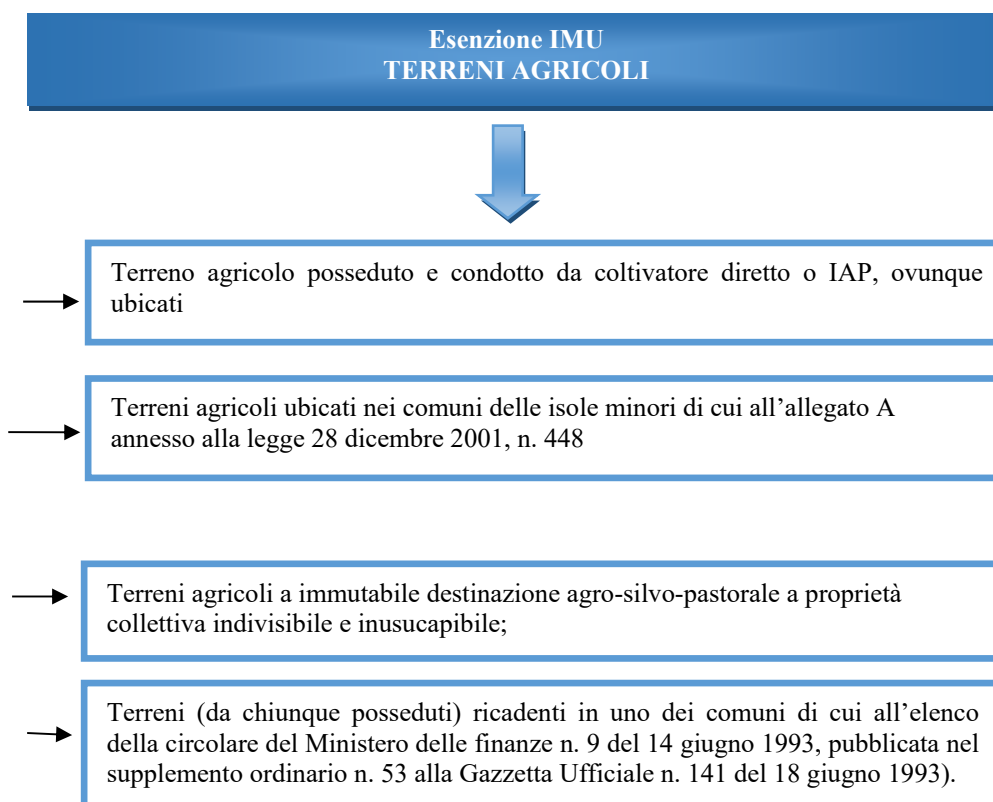 Esenzione IMU
TERRENI AGRICOLI
Terreno agricolo posseduto e condotto da coltivatore diretto o IAP, ovunque
ubicati
Terreni agricoli ubicati nei comuni delle isole minori di cui all’allegato A
annesso alla legge 28 dicembre 2001, n. 448
Terreni agricoli a immutabile destinazione agro-silvo-pastorale a proprietà
collettiva indivisibile e inusucapibile;
Terreni (da chiunque posseduti) ricadenti in uno dei comuni di cui all’elenco
della circolare del Ministero delle finanze n. 9 del 14 giugno 1993, pubblicata nel
supplemento ordinario n. 53 alla Gazzetta Ufficiale n. 141 del 18 giugno 1993).